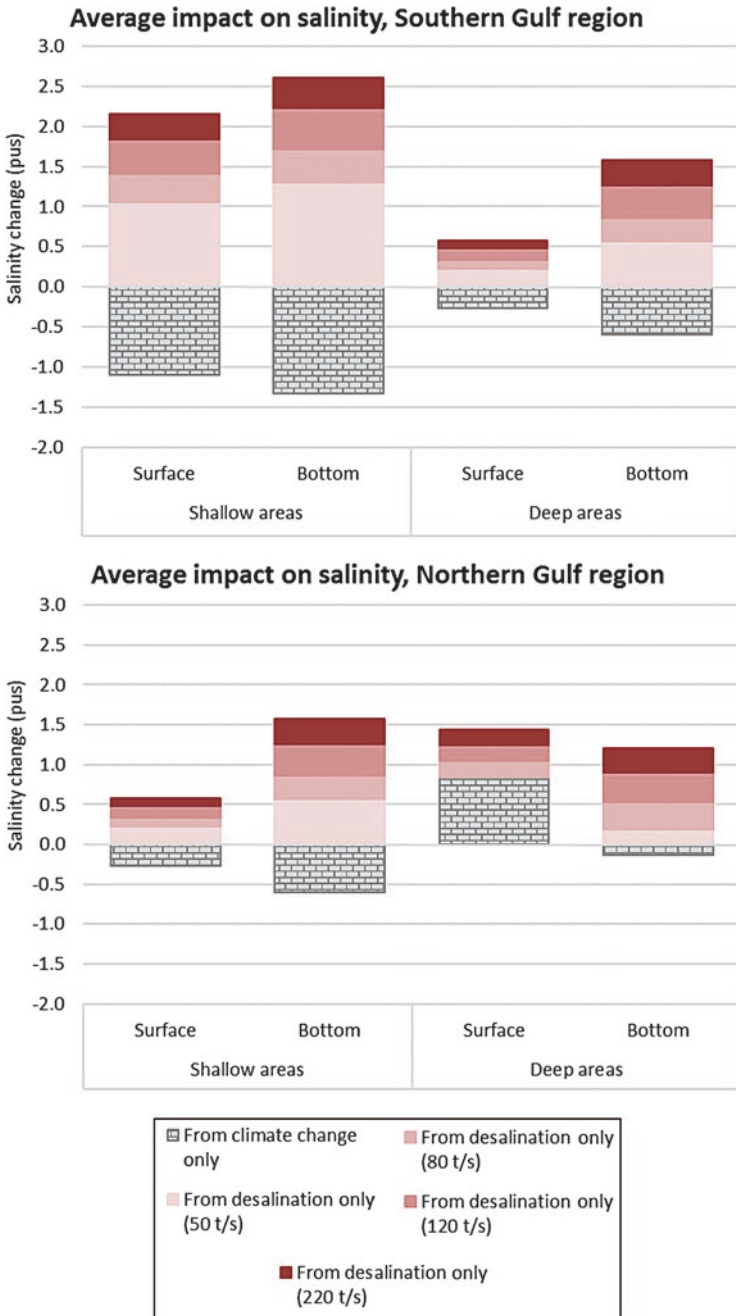 Average impact on salinity, Southern Gulf region
3.0
2.5
2.0
1.5
1.0
0.5
0.0
-0.5
-1.0
-1.5
-2.0
Salinity change (pus)
Surface Bottom Surface Bottom
Shallow areas Deep areas
Average impact on salinity, Northern Gulf region
3.0
2.5
2.0
1.5
1.0
0.5
0.0
-0.5
-1.0
-1.5
-2.0
Salinity change (pus)
Surface Bottom Surface Bottom
Shallow areas Deep areas
From climate change
only
From desalination only
(80 t/s)
From desalination only
(50 t/s)
From desalination only
(120 t/s)
From desalination only
(220 t/s)